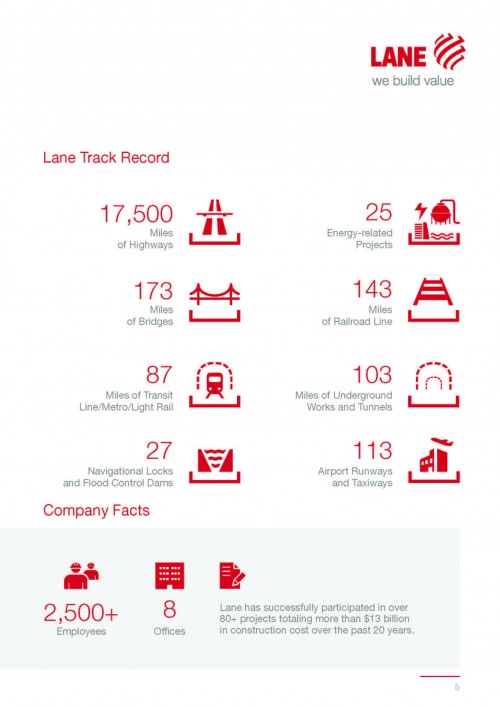 LANE
we build value
Lane Track Record
17,500
Miles
of Highways
25
Energy-related
Projects
173
Miles
of Bridges
143
Miles
of Railroad Line
87
Miles of Transit
Line/Metro/Light Rail
103
Miles of Underground
Works and Tunnels
27
Navigational Locks
and Flood Control Dams
113
Airport Runways
and Taxiways
Company Facts
2,500+
Employees
8
Offices
Lane has successfully participated in over
80+ projects totaling more than $13 billion
in construction cost over the past 20 years.
5